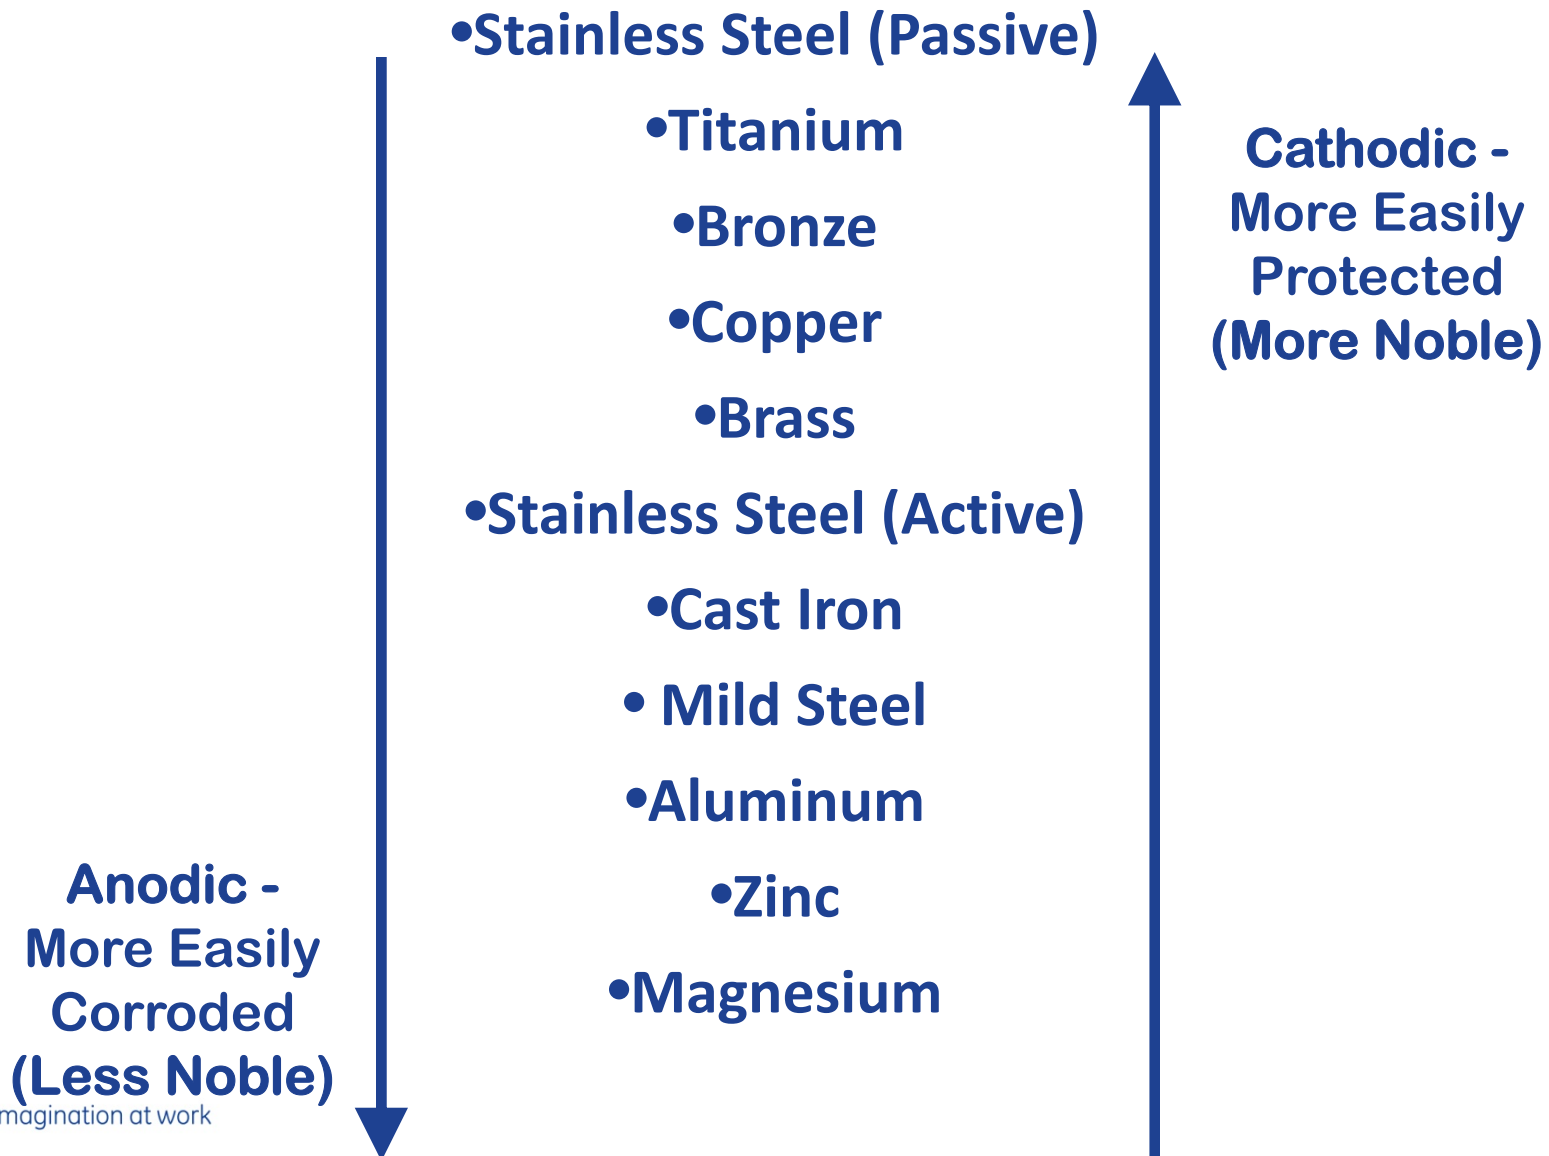 •Stainless Steel (Passive)
•Titanium
•Bronze
•Copper
•Brass
•Stainless Steel (Active)
•Cast Iron
• Mild Steel
•Aluminum
•Zinc
•Magnesium
Cathodic -
More Easily
Protected
(More Noble)
Anodic -
More Easily
Corroded
(Less Noble)
magination at work